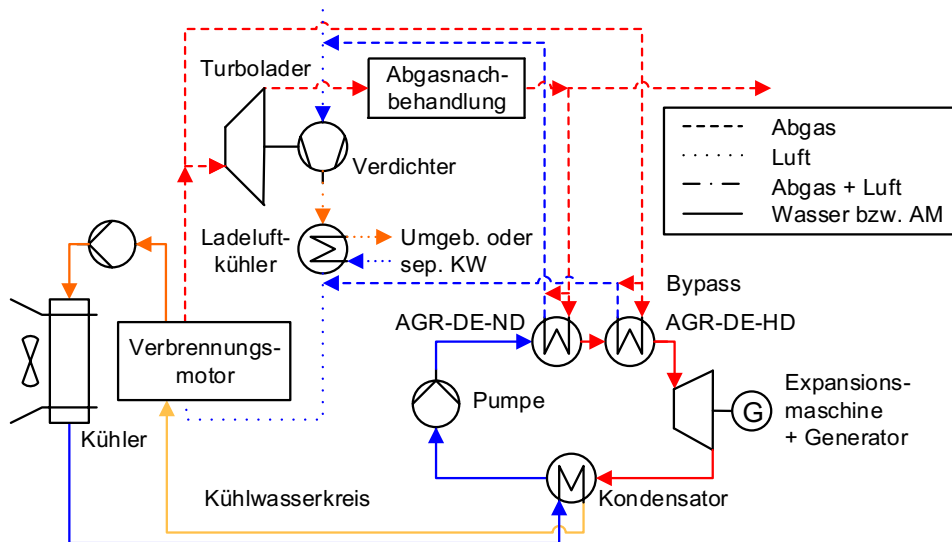 Turbolader
Abgasnach-
behandlung
Verdichter
Abgas
Luft
Abgas + Luft
Wasser bzw. AM
Ladeluft-
kühler
Umgeb. oder
sep. KW
Bypass
AGR-DE-ND
AGR-DE-HD
Verbrennungs-
motor
Kühler
Pumpe
Expansions-
maschine
+ Generator
G
Kühlwasserkreis
Kondensator